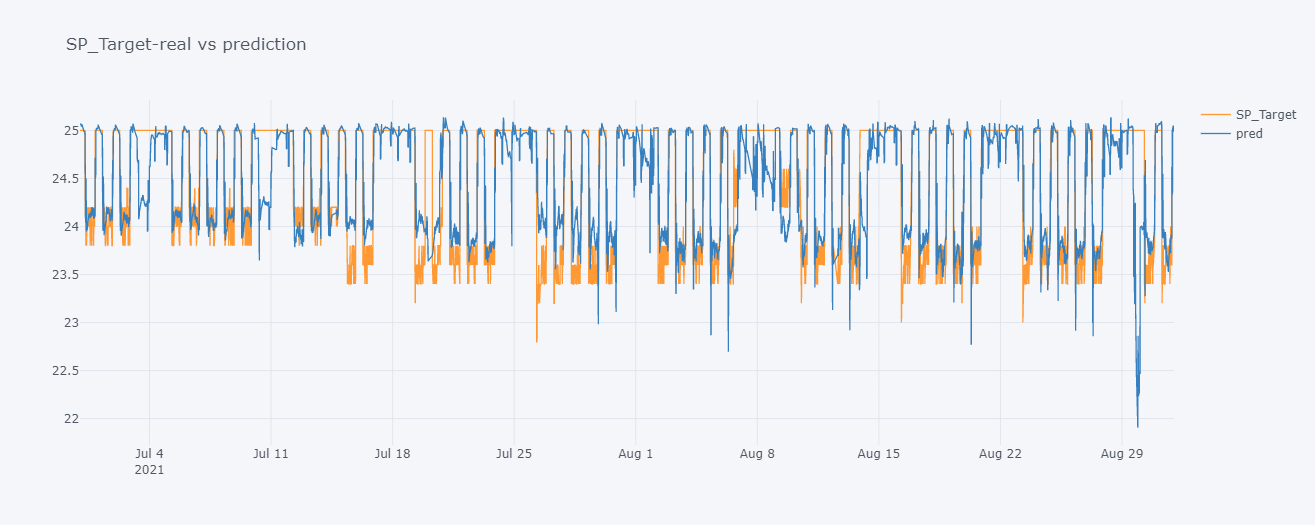 SP_Target-real vs prediction
SP_Target
pred
25
24.5
24
23.5
23
22.5
22
Jul 4
2021
Jul 11
Jul 18
Jul 25
Aug 1
Aug 8
Aug 15
Aug 22
Aug 29